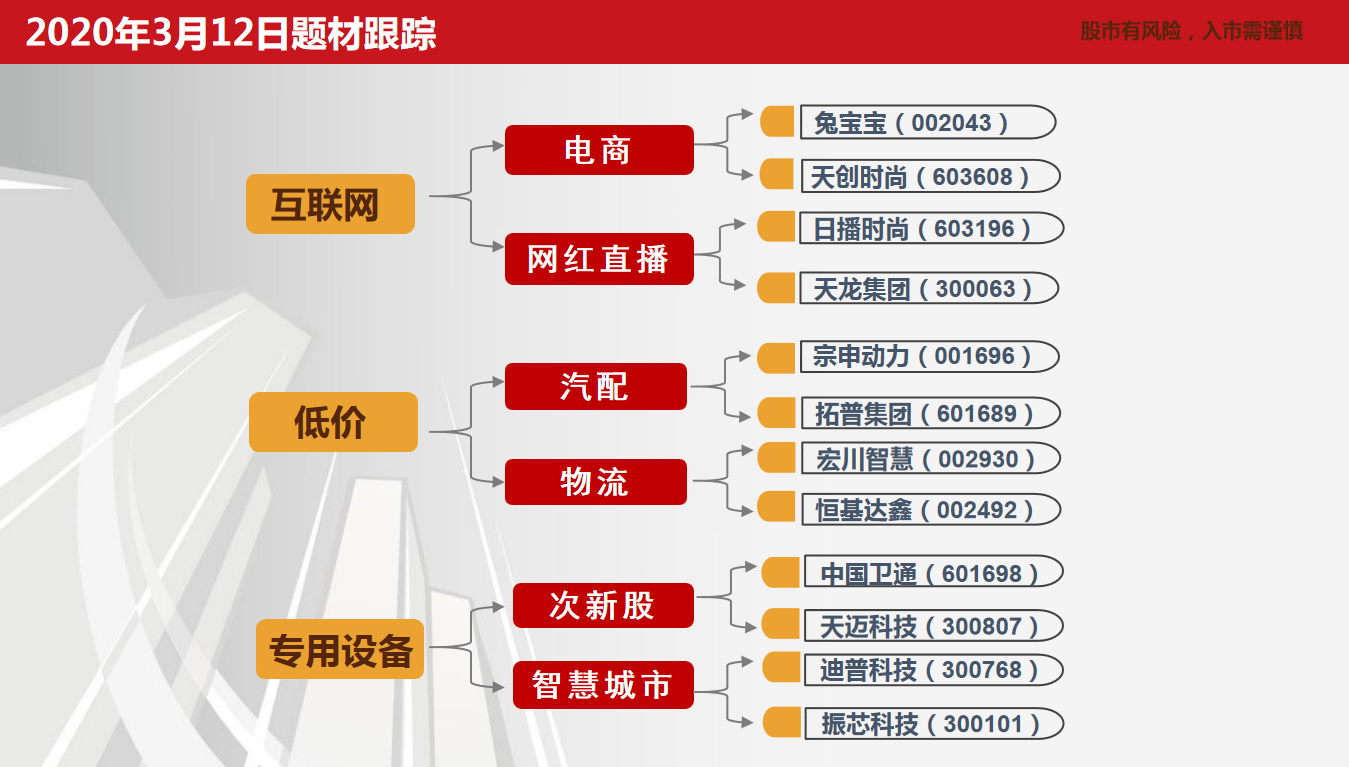 2020年3月12日题材跟踪
股市有风险，入市需谨慎
互联网
电商
兔宝宝（002043）
天创时尚（603608）
网红直播
日播时尚（603196）
天龙集团（300063）
低价
汽配
宗申动力（001696）
拓普集团（601689）
物流
宏川智慧（002930）
恒基达鑫（002492）
专用设备
次新股
中国卫通（601698）
天迈科技（300807）
智慧城市
迪普科技（300768）
振芯科技（300101）